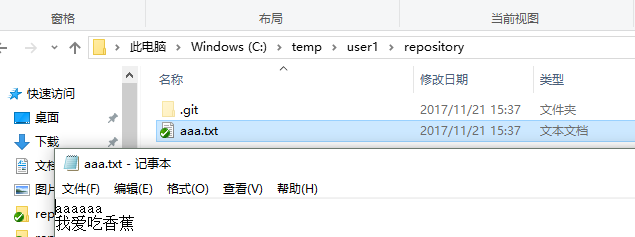 窗格 布局 当前视图
此电脑 Windows (C:) temp user1 repository
名称 修改日期 类型
快速访问
.git 2017/11/21 15:37 文件夹
桌面
aaa.txt 2017/11/21 15:37 文本文档
下载
文档
aaa.txt - 记事本
图片
文件(F) 编辑(E) 格式(O) 查看(V) 帮助(H)
rep
aaaaaa
我爱吃香蕉